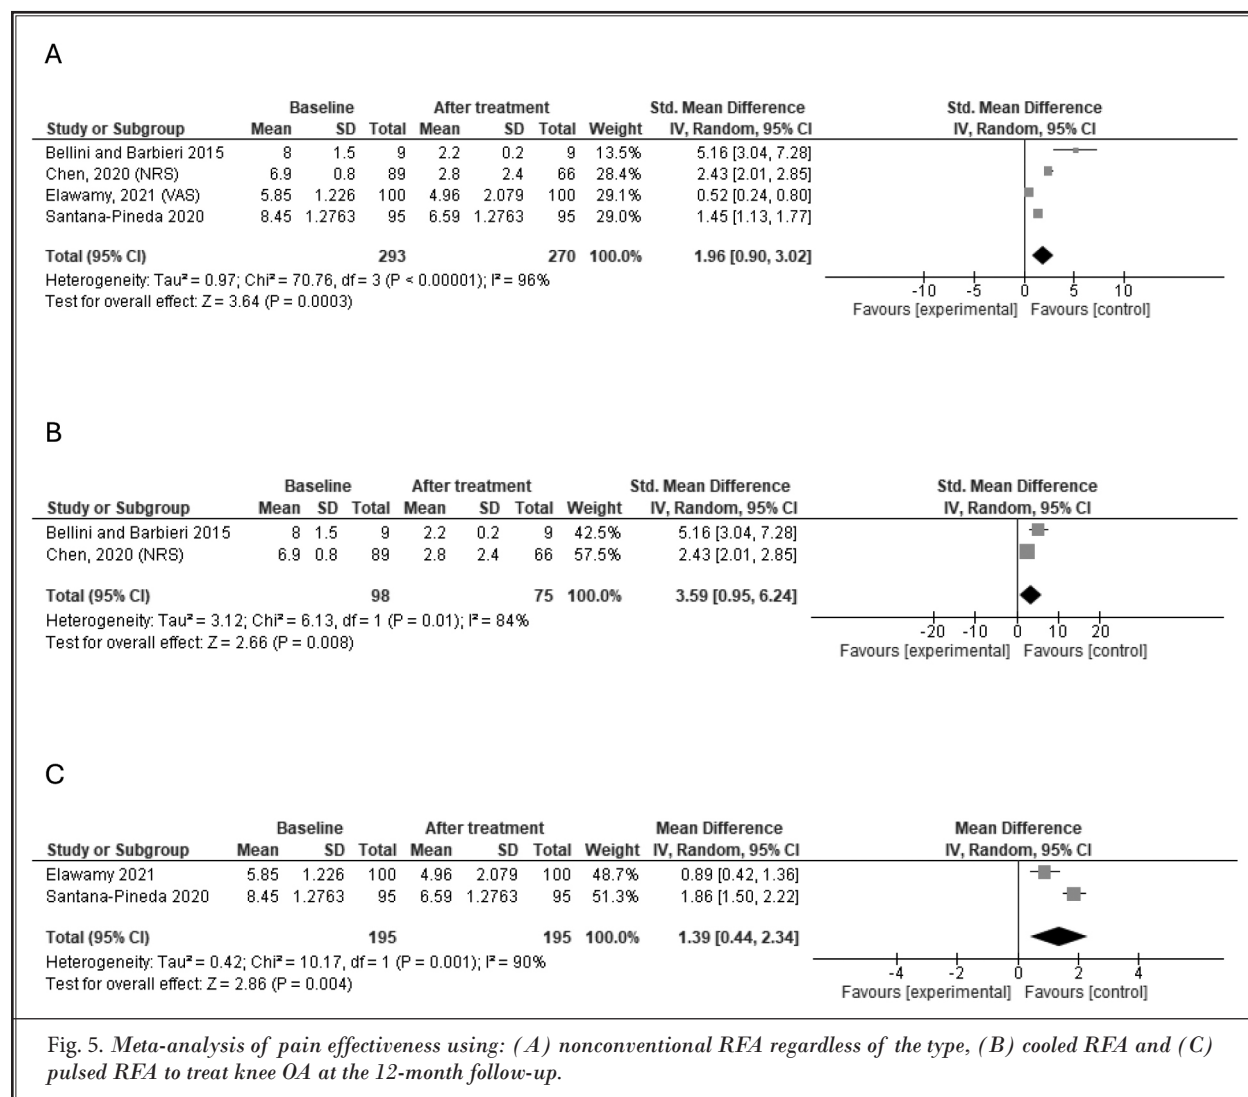 A
Baseline After treatment Std. Mean Difference Std. Mean Difference
Study or Subgroup Mean SD Total Mean SD Total Weight IV, Random, 95% CI IV, Random, 95% CI
Bellini and Barbieri 2015 8 1.5 9 2.2 0.2 9 13.5% 5.16 [3.04, 7.28]
Chen, 2020 (NRS) 6.9 0.8 89 2.8 2.4 66 28.4% 2.43 [2.01, 2.85]
Elawamy, 2021 (VAS) 5.85 1.226 100 4.96 2.079 100 29.1% 0.52 [0.24, 0.80]
Santana-Pineda 2020 8.45 1.2763 95 6.59 1.2763 95 29.0% 1.45 [1.13, 1.77]
Total (95% CI) 293 270 100.0% 1.96 [0.90, 3.02]
Heterogeneity: Tau² = 0.97; Chi² = 70.76, df = 3 (P < 0.00001); I² = 96%
Test for overall effect: Z = 3.64 (P = 0.0003)
-10 -5 0 5 10
Favours [experimental] Favours [control]
B
Baseline After treatment Std. Mean Difference Std. Mean Difference
Study or Subgroup Mean SD Total Mean SD Total Weight IV, Random, 95% CI IV, Random, 95% CI
Bellini and Barbieri 2015 8 1.5 9 2.2 0.2 9 42.5% 5.16 [3.04, 7.28]
Chen, 2020 (NRS) 6.9 0.8 89 2.8 2.4 66 57.5% 2.43 [2.01, 2.85]
Total (95% CI) 98 75 100.0% 3.59 [0.95, 6.24]
Heterogeneity: Tau² = 3.12; Chi² = 6.13, df = 1 (P = 0.01); I² = 84%
Test for overall effect: Z = 2.66 (P = 0.008)
-20 -10 0 10 20
Favours [experimental] Favours [control]
C
Baseline After treatment Mean Difference Mean Difference
Study or Subgroup Mean SD Total Mean SD Total Weight IV, Random, 95% CI IV, Random, 95% CI
Elawamy 2021 5.85 1.226 100 4.96 2.079 100 48.7% 0.89 [0.42, 1.36]
Santana-Pineda 2020 8.45 1.2763 95 6.59 1.2763 95 51.3% 1.86 [1.50, 2.22]
Total (95% CI) 195 195 100.0% 1.39 [0.44, 2.34]
Heterogeneity: Tau² = 0.42; Chi² = 10.17, df = 1 (P = 0.001); I² = 90%
Test for overall effect: Z = 2.86 (P = 0.004)
-4 -2 0 2 4
Favours [experimental] Favours [control]
Fig. 5. Meta-analysis of pain effectiveness using: (A) nonconventional RFA regardless of the type, (B) cooled RFA and (C)
pulsed RFA to treat knee OA at the 12-month follow-up.